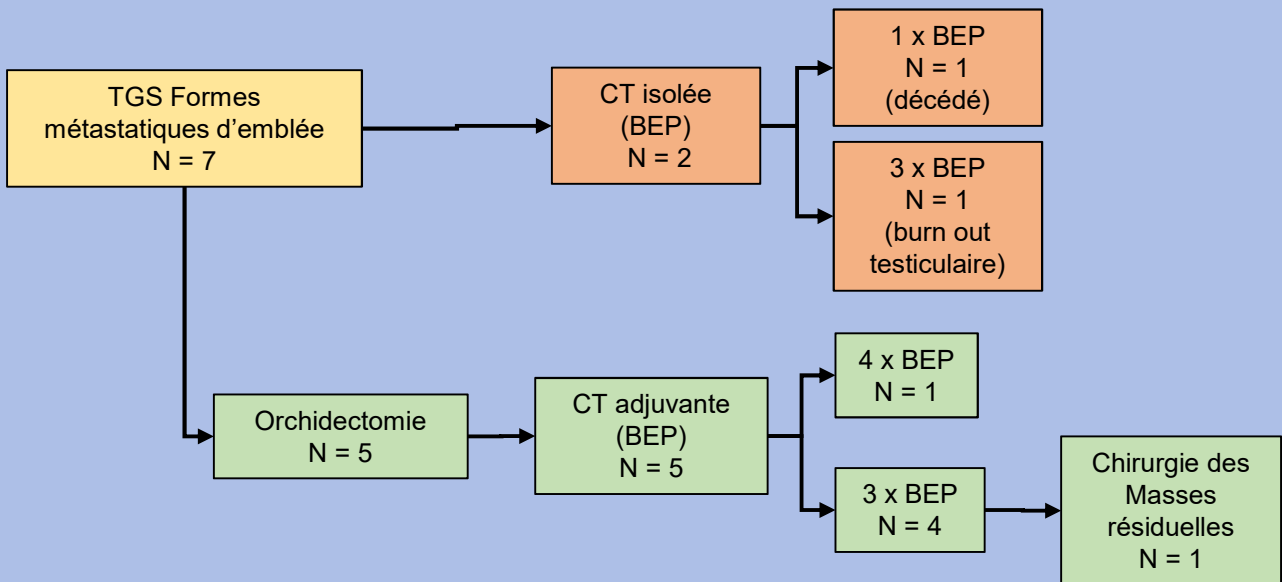 TGS Formes
métastatiques d'emblée
N = 7
CT isolée
(BEP)
N = 2
1 x BEP
N = 1
(décédé)
3 x BEP
N = 1
(burn out
testiculaire)
Orchidectomie
N = 5
CT adjuvante
(BEP)
N = 5
4 x BEP
N = 1
3 x BEP
N = 4
Chirurgie des
Masses
résiduelles
N = 1